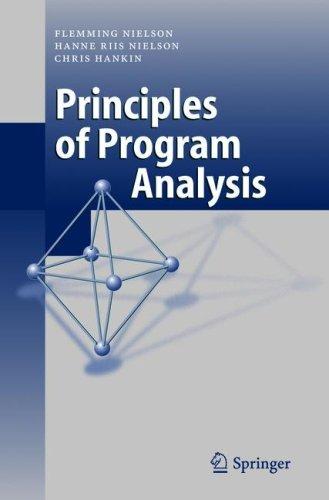 FLEMMING NIELSON
HANNE RIIS NIELSON
CHRIS HANKIN
Principles
of Program
Analysis
Springer